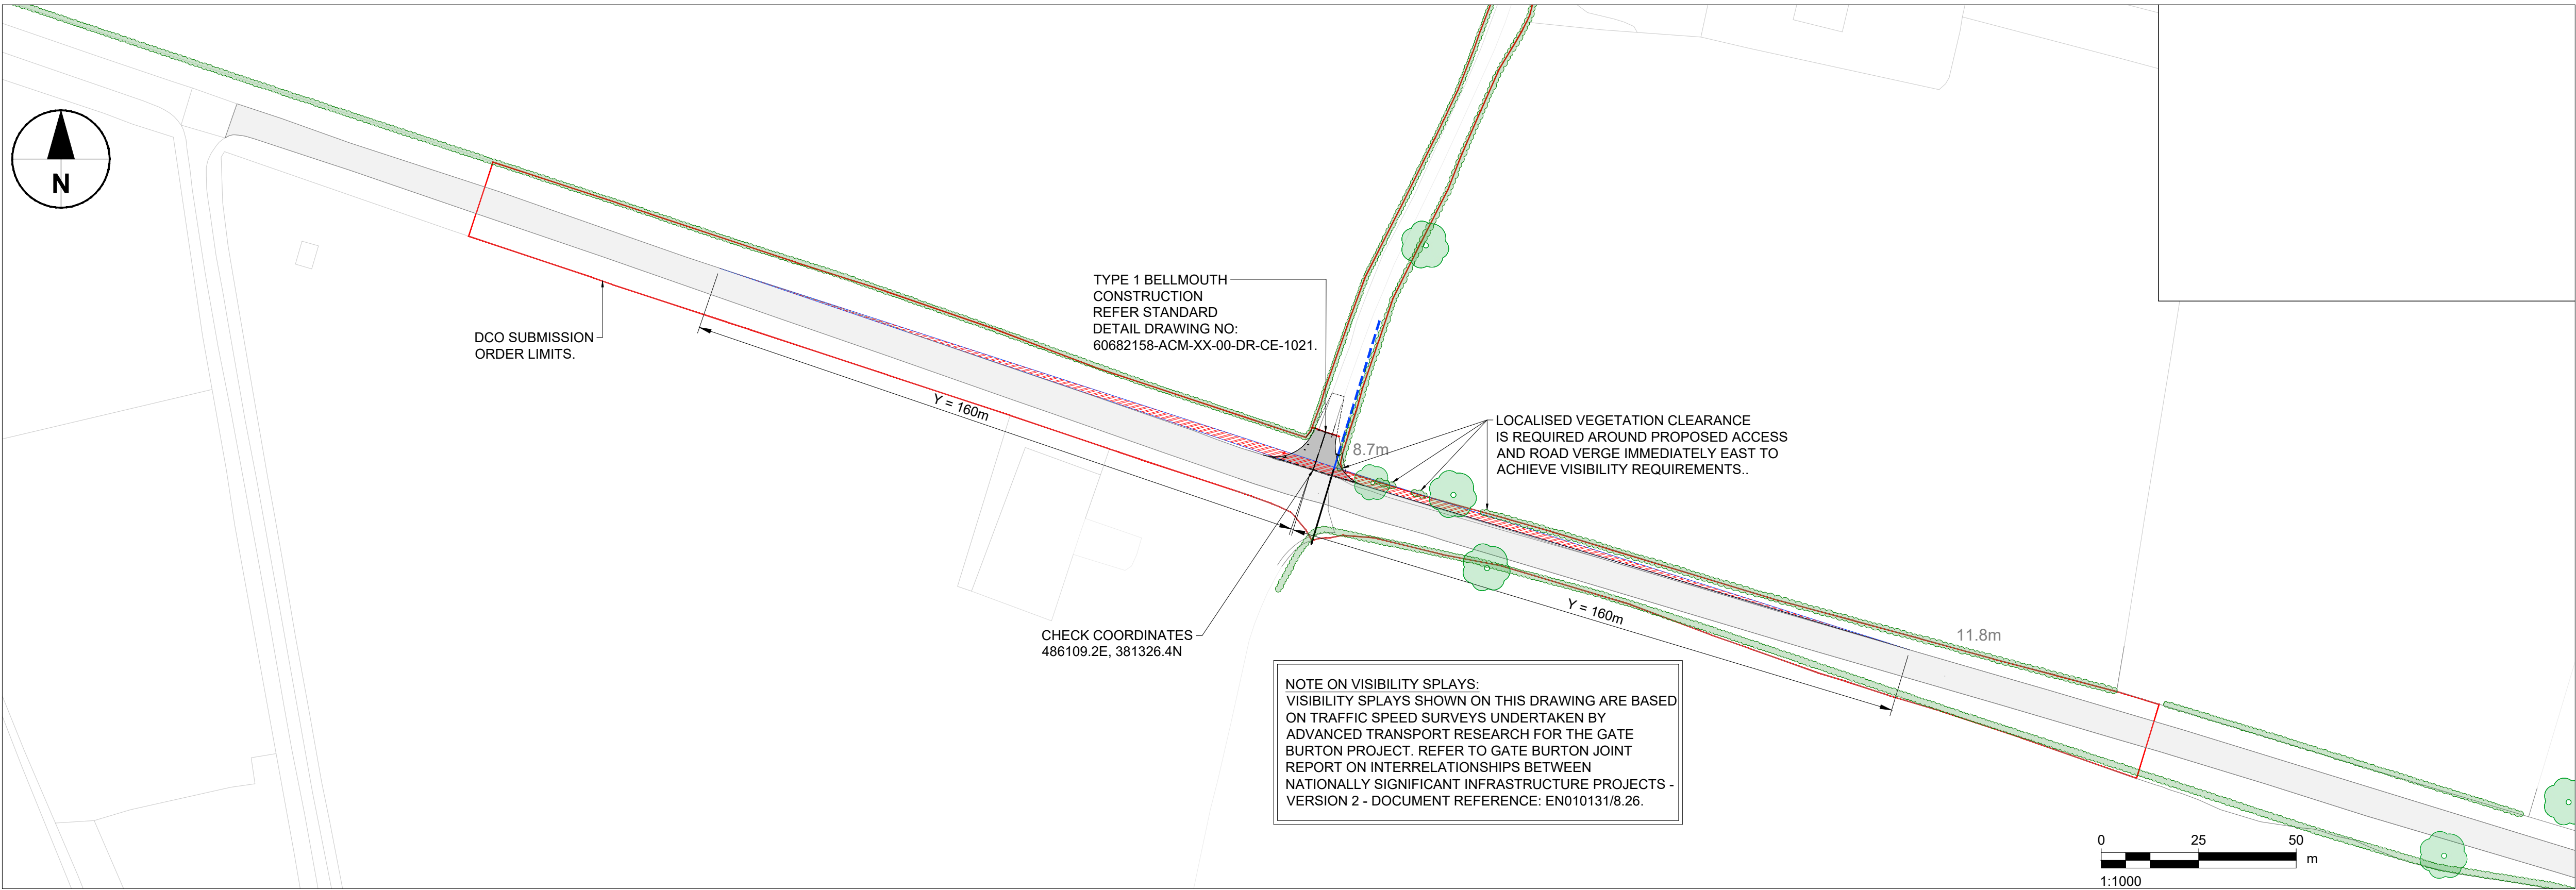 N
DCO SUBMISSION
ORDER LIMITS.
TYPE 1 BELLMOUTH
CONSTRUCTION
REFER STANDARD
DETAIL DRAWING NO:
60682158-ACM-XX-00-DR-CE-1021.
Y = 160m
8.7m
LOCALISED VEGETATION CLEARANCE
IS REQUIRED AROUND PROPOSED ACCESS
AND ROAD VERGE IMMEDIATELY EAST TO
ACHIEVE VISIBILITY REQUIREMENTS..
CHECK COORDINATES
486109.2E, 381326.4N
Y = 160m
11.8m
NOTE ON VISIBILITY SPLAYS:
VISIBILITY SPLAYS SHOWN ON THIS DRAWING ARE BASED
ON TRAFFIC SPEED SURVEYS UNDERTAKEN BY
ADVANCED TRANSPORT RESEARCH FOR THE GATE
BURTON PROJECT. REFER TO GATE BURTON JOINT
REPORT ON INTERRELATIONSHIPS BETWEEN
NATIONALLY SIGNIFICANT INFRASTRUCTURE PROJECTS -
VERSION 2 - DOCUMENT REFERENCE: EN010131/8.26.
0 25 50
m
1:1000